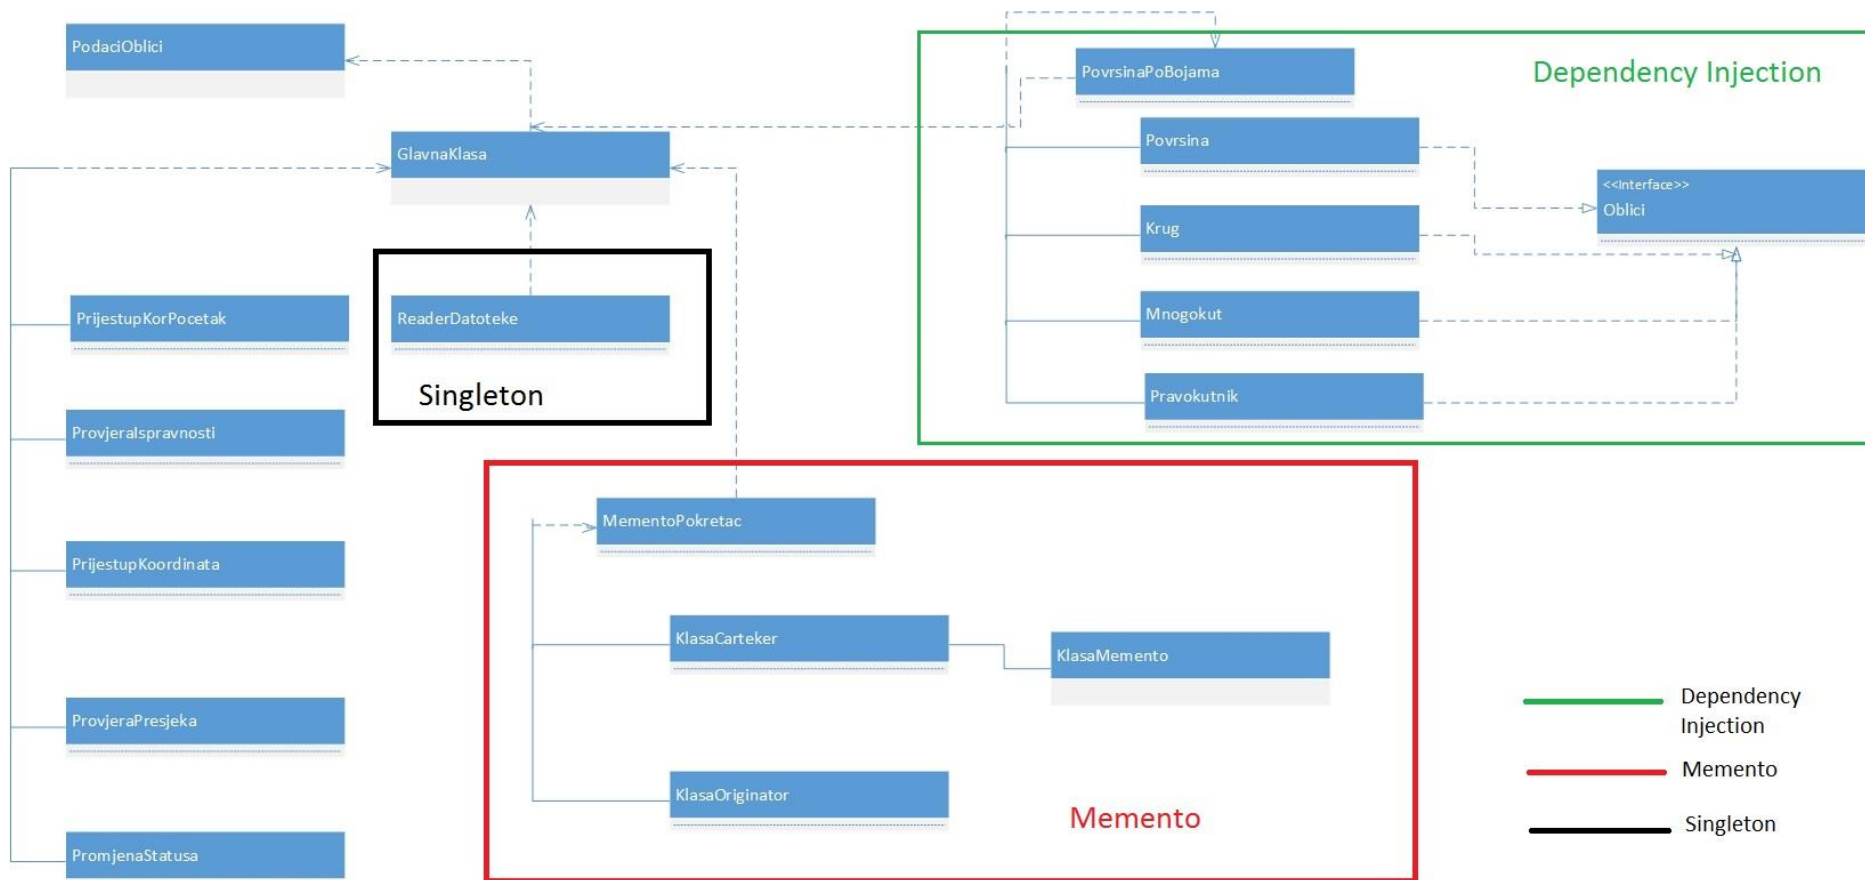 PodaciOblici
PovrsinaPoBojama
Dependency Injection
GlavnaKlasa
Povrsina
<<Interface>>
Oblici
Krug
PrijestupKorPocetak
ReaderDatoteke
Mnogokut
Singleton
Pravokutnik
ProvjeraIspravnosti
MementoPokretac
PrijestupKoordinata
KlasaCarteker
KlasaMemento
ProvjeraPresjeka
KlasaOriginator
Memento
PromjenaStatusa
Dependency
Injection
Memento
Singleton